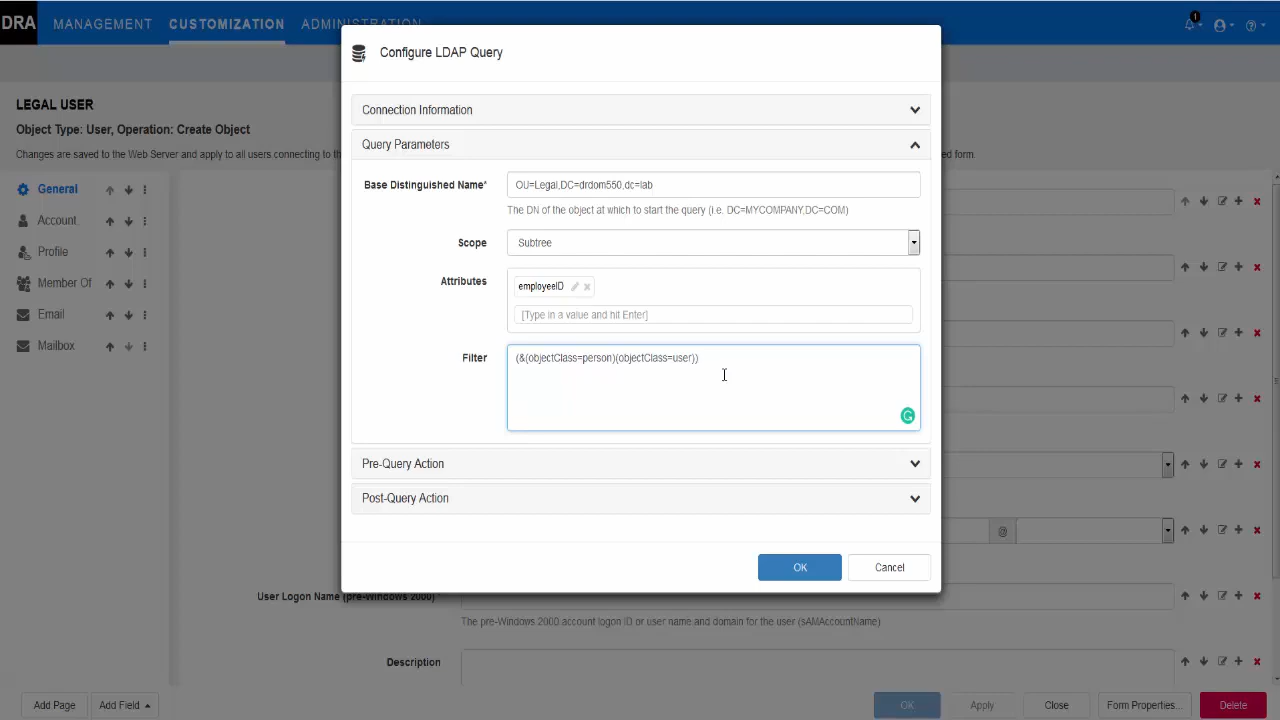 DRA MANAGEMENT CUSTOMIZATION ADMINISTRATION 1
Configure LDAP Query
LEGAL USER
Object Type: User, Operation: Create Object
Changes are saved to the Web Server and apply to all users connecting to th
ed form.
General
Account
Profile
Member Of
Email
Mailbox
Connection Information
Query Parameters
Base Distinguished Name* OU=Legal,DC=drdom550,dc=lab
The DN of the object at which to start the query (i.e. DC=MYCOMPANY,DC=COM)
Scope Subtree
Attributes employeeID
[Type in a value and hit Enter]
Filter (&(objectClass=person)(objectClass=user))
Pre-Query Action
Post-Query Action
@
OK Cancel
User Logon Name (pre-Windows 2000)
The pre-Windows 2000 account logon ID or user name and domain for the user (sAMAccountName)
Description
Add Page Add Field OK Apply Close Form Properties... Delete